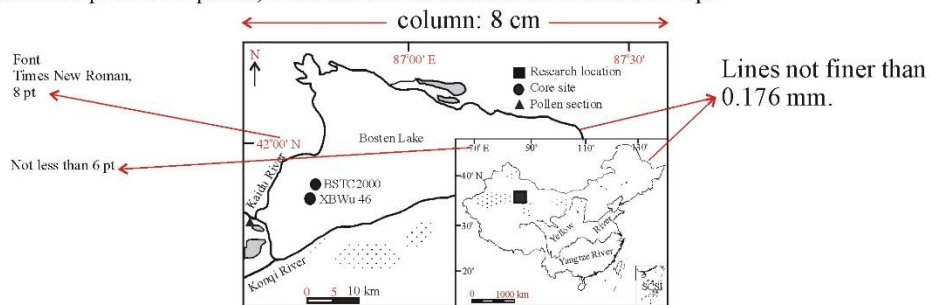 column: 8 cm
Font
Times New Roman,
8 pt
Not less than 6 pt
Lines not finer than
0.176 mm.
N
87°00' E
87°30'
Research location
Core site
Pollen section
42°00' N
Bosten Lake
Kaidu River
BSTC2000
XBWu 46
Konqi River
0 5 10 km
70° E
90°
110°
130°
40° N
30°
20°
Yellow River
Yangtze River
SCSI
0 1000 km